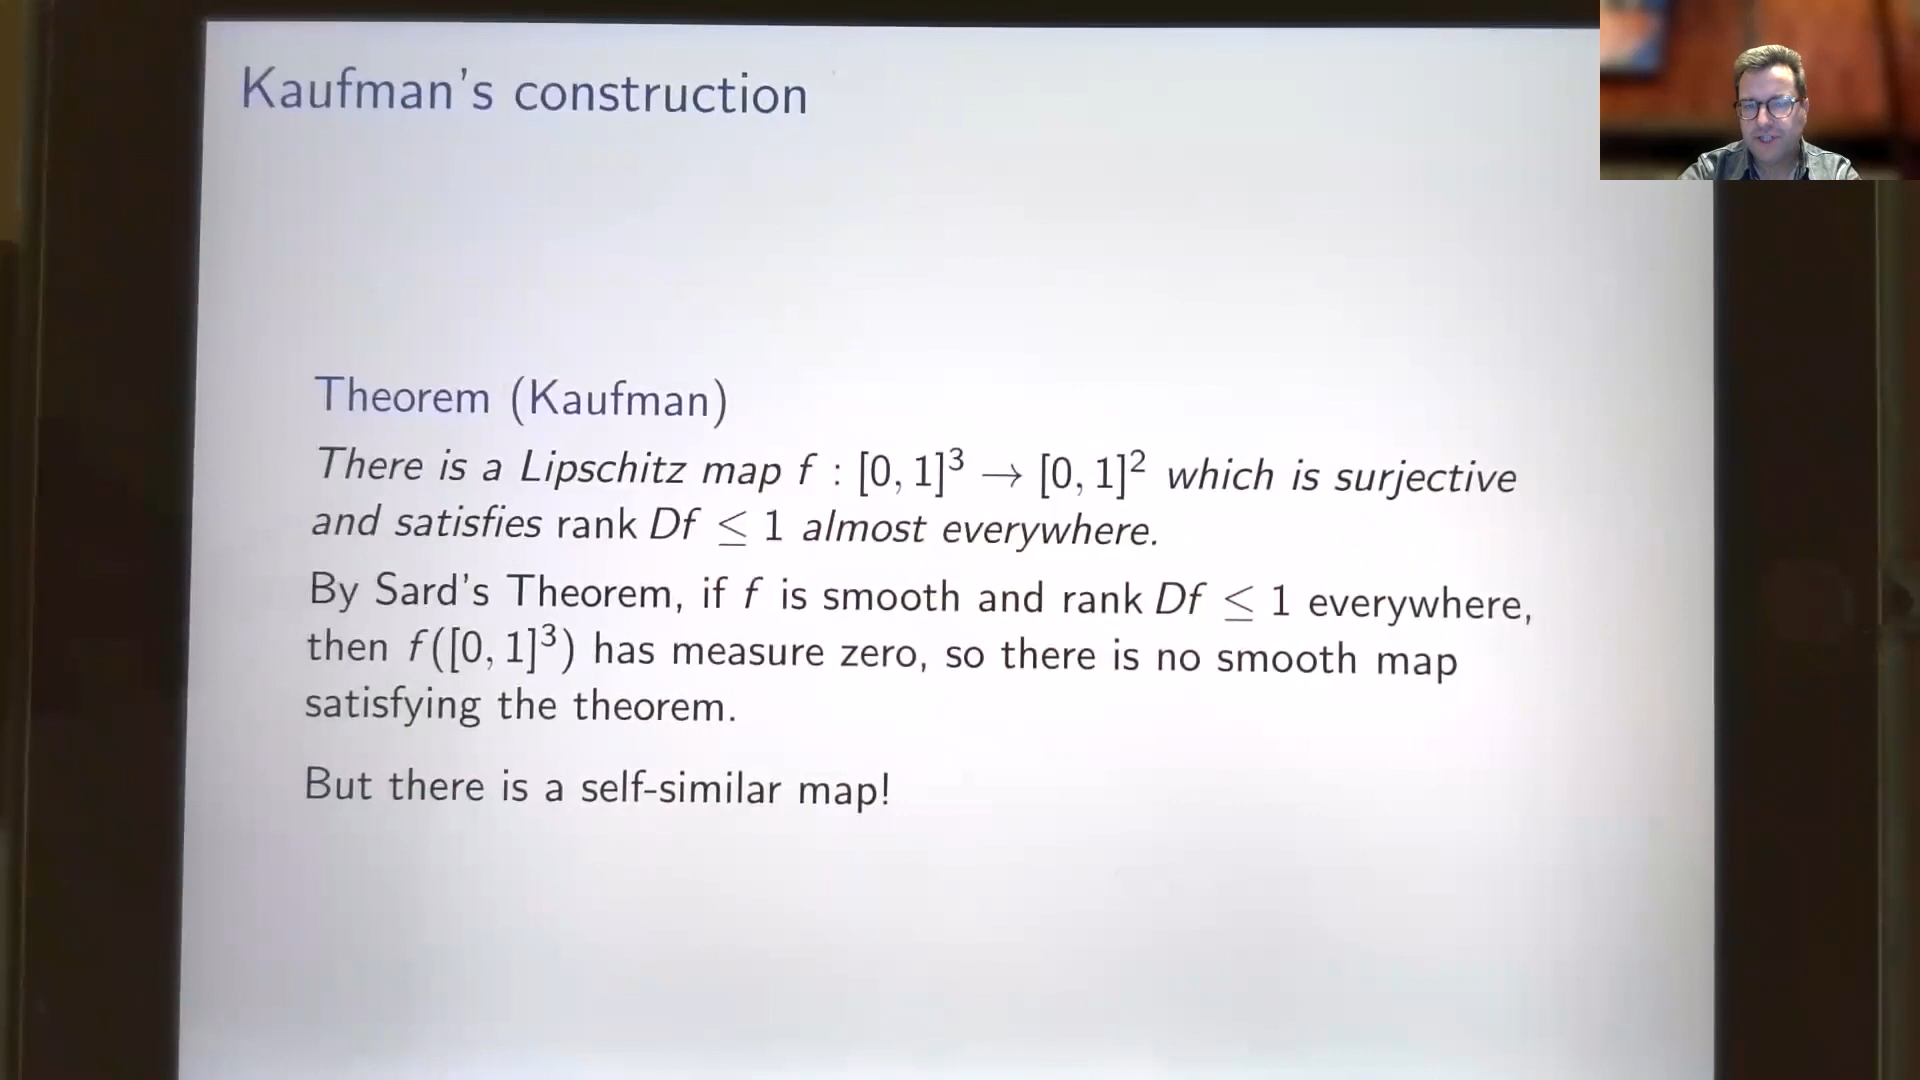 Kaufman's construction
Theorem (Kaufman)
There is a Lipschitz map f : [0, 1]³ → [0, 1]² which is surjective
and satisfies rank Df ≤ 1 almost everywhere.
By Sard's Theorem, if f is smooth and rank Df ≤ 1 everywhere,
then f([0, 1]³) has measure zero, so there is no smooth map
satisfying the theorem.
But there is a self-similar map!